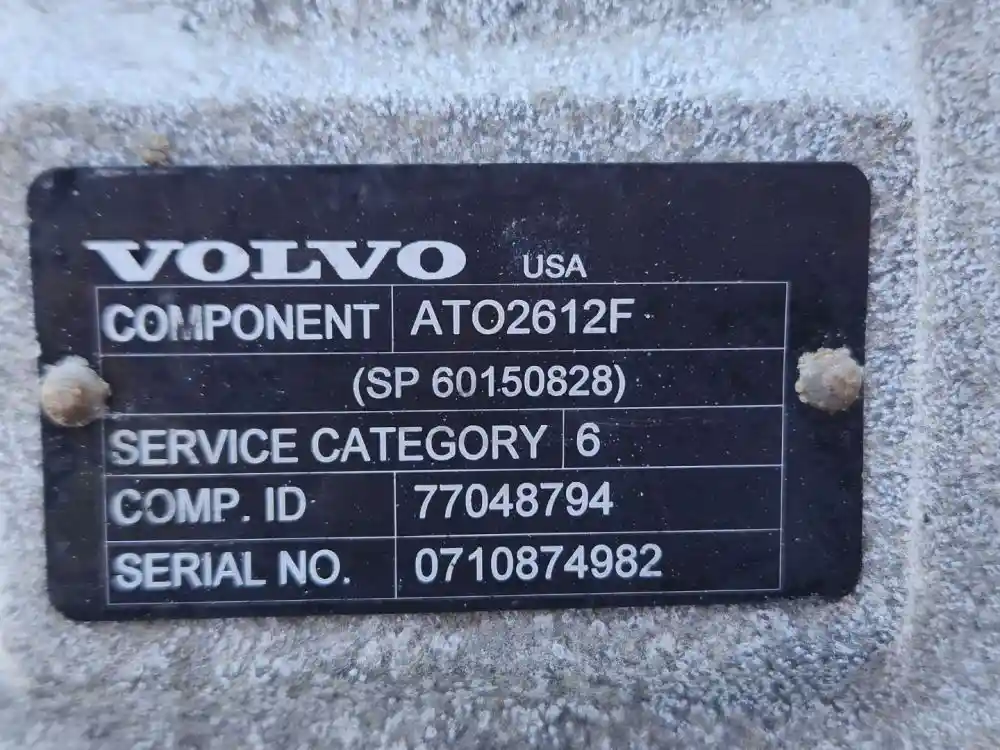 VOLVO USA
COMPONENT ATO2612F
(SP 60150828)
SERVICE CATEGORY 6
COMP. ID 77048794
SERIAL NO. 0710874982